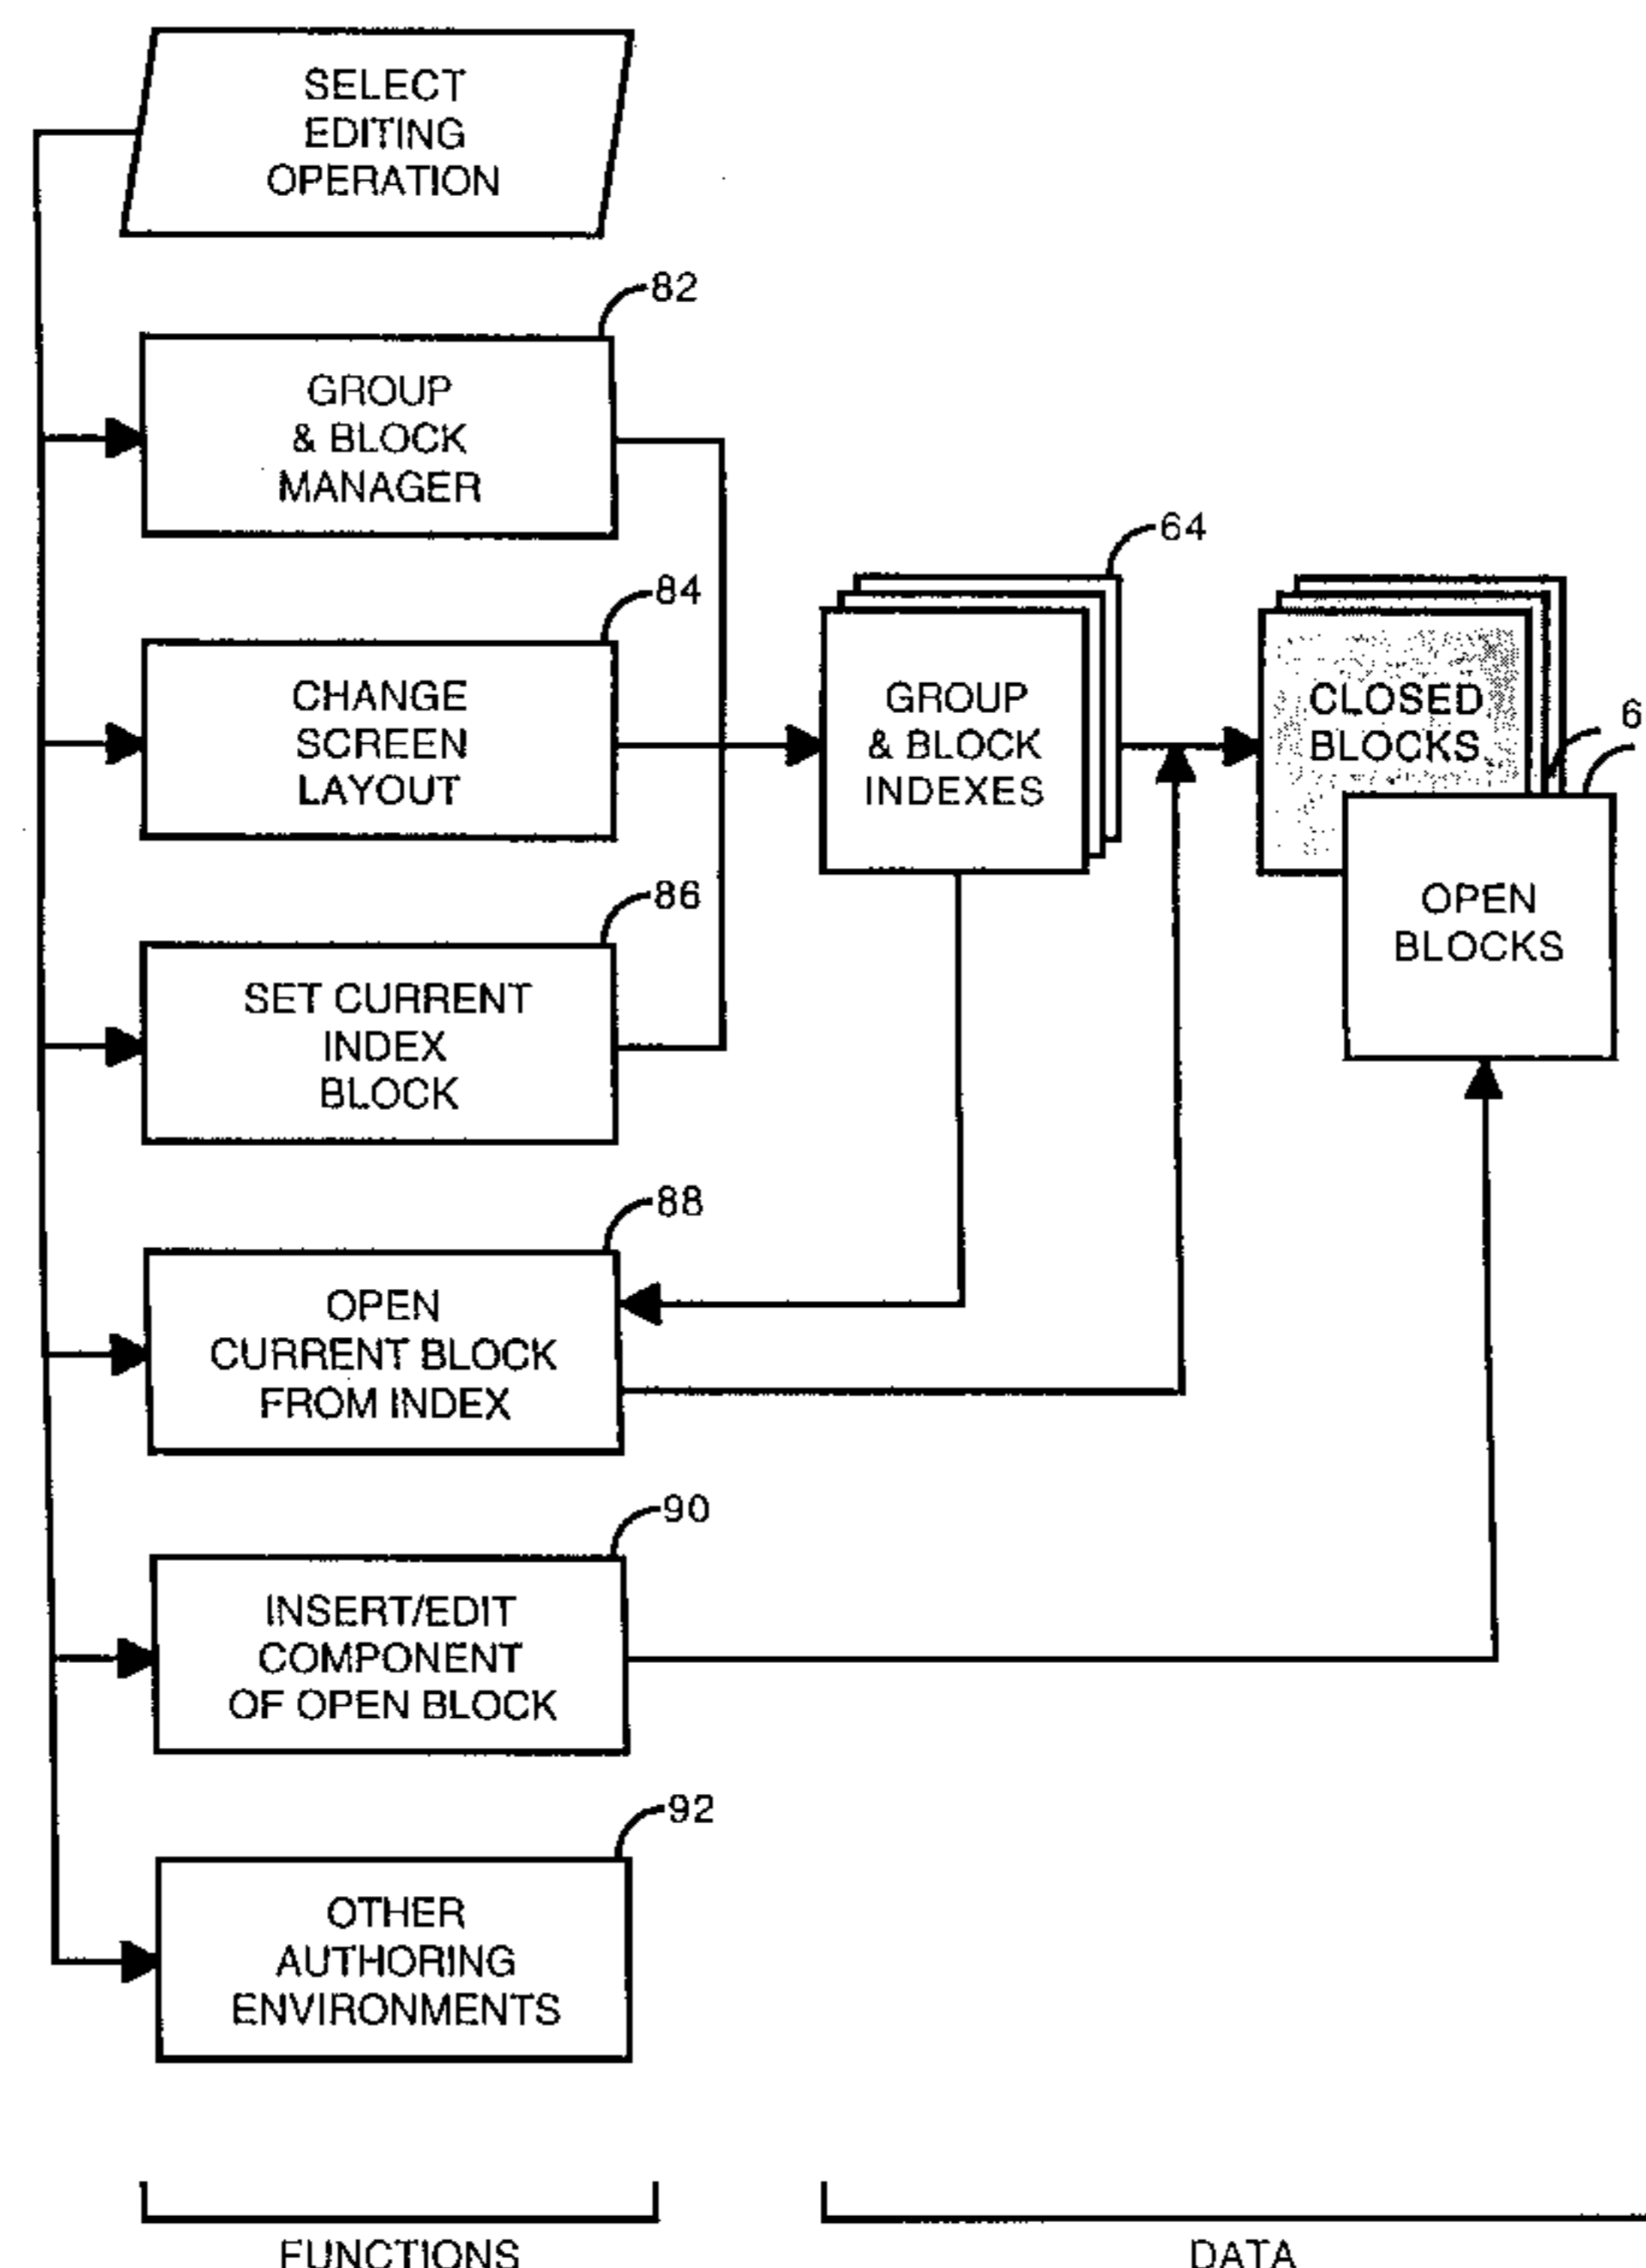 SELECT
EDITING
OPERATION
82
GROUP
& BLOCK
MANAGER
84
CHANGE
SCREEN
LAYOUT
64
GROUP
& BLOCK
INDEXES
CLOSED
BLOCKS
6
OPEN
BLOCKS
86
SET CURRENT
INDEX
BLOCK
88
OPEN
CURRENT BLOCK
FROM INDEX
90
INSERT/EDIT
COMPONENT
OF OPEN BLOCK
92
OTHER
AUTHORING
ENVIRONMENTS
FUNCTIONS
DATA